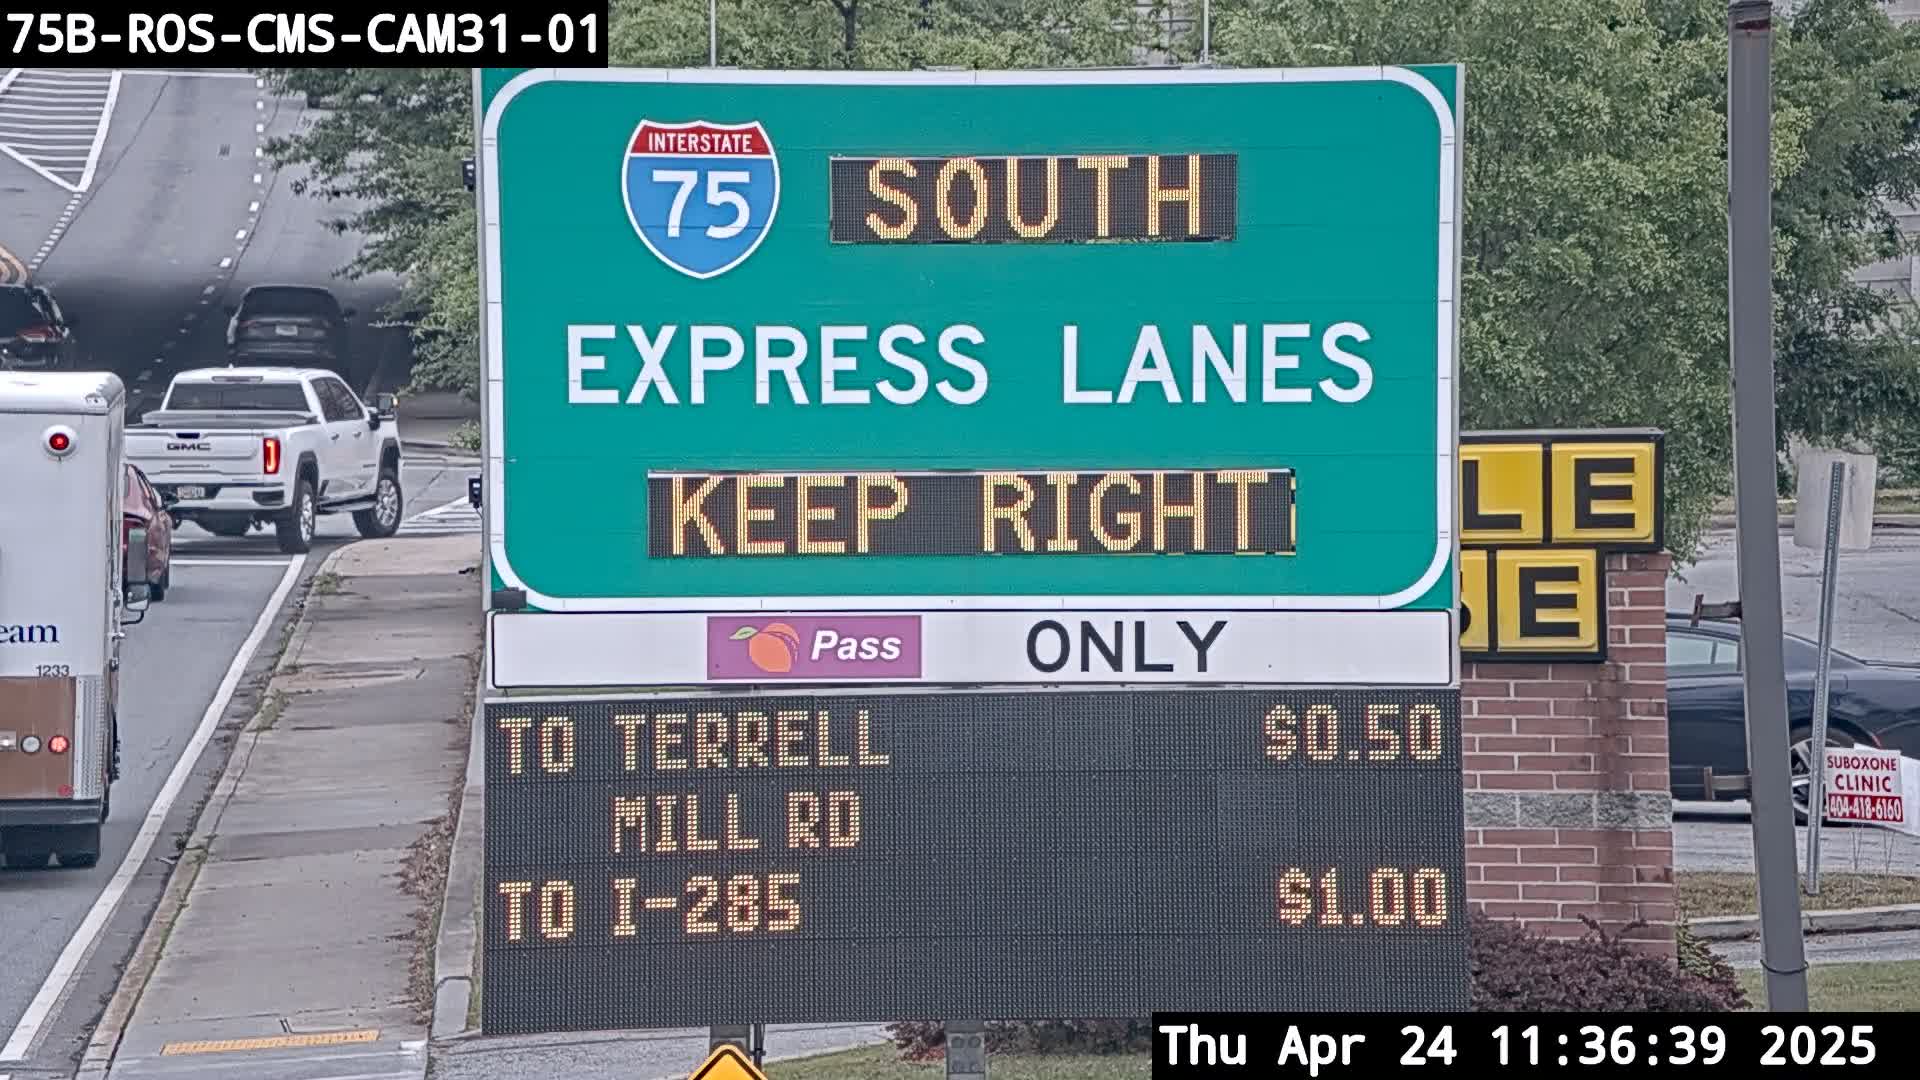 75B-ROS-CMS-CAM31-01
INTERSTATE
75
SOUTH
EXPRESS LANES
KEEP RIGHT
Pass ONLY
TO TERRELL $0.50
MILL RD
TO I-285 $1.00
GMC
eam
1233
LE
E
SUBOXONE
CLINIC
404-418-6160
Thu Apr 24 11:36:39 2025